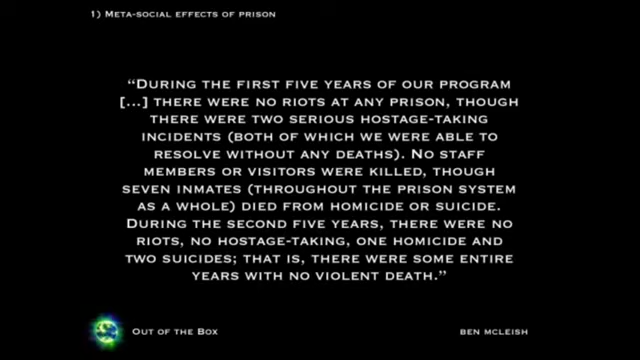 1) Meta-social effects of prison
“During the first five years of our program
[...] there were no riots at any prison, though
there were two serious hostage-taking
incidents (both of which we were able to
resolve without any deaths). No staff
members or visitors were killed, though
seven inmates (throughout the prison system
as a whole) died from homicide or suicide.
During the second five years, there were no
riots, no hostage-taking, one homicide and
two suicides; that is, there were some entire
years with no violent death.”
Out of the Box
ben mcleish